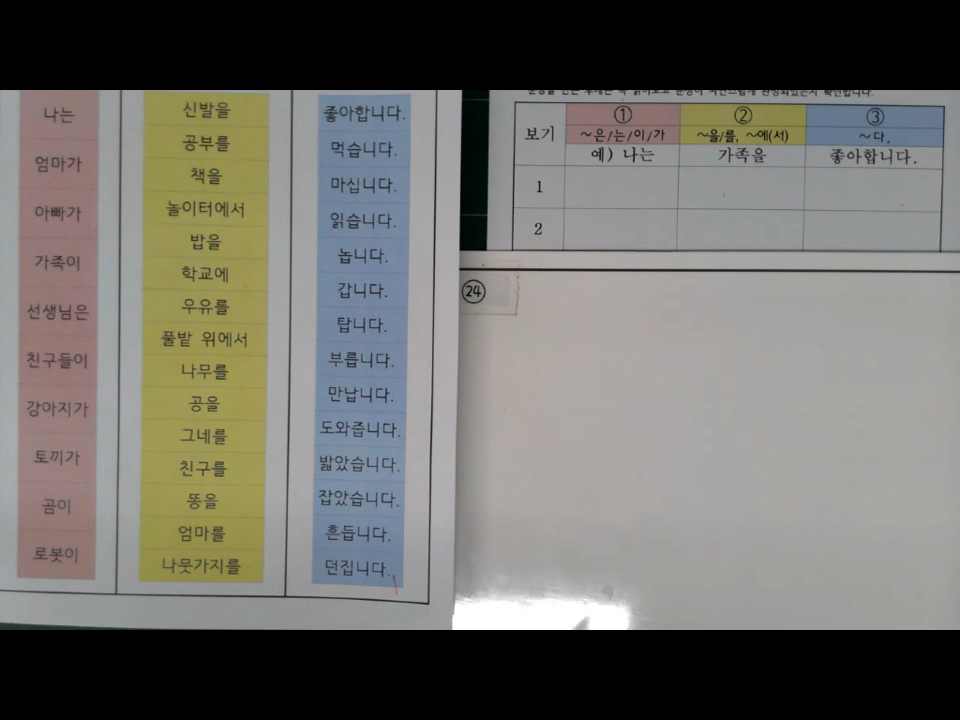 나는
엄마가
아빠가
가족이
선생님은
친구들이
강아지가
토끼가
곰이
로봇이
신발을
공부를
책을
놀이터에서
밥을
학교에
우유를
풀밭 위에서
나무를
공을
그네를
친구를
똥을
엄마를
나뭇가지를
좋아합니다.
먹습니다.
마십니다.
읽습니다.
놉니다.
갑니다.
탑니다.
부릅니다.
만납니다.
도와줍니다.
밟았습니다.
잡았습니다.
흔듭니다.
던집니다.
확인합니다.
보기 ① ② ③
~은/는/이/가 ~을/를, ~에(서) ~다.
예) 나는 가족을 좋아합니다.
1
2
24